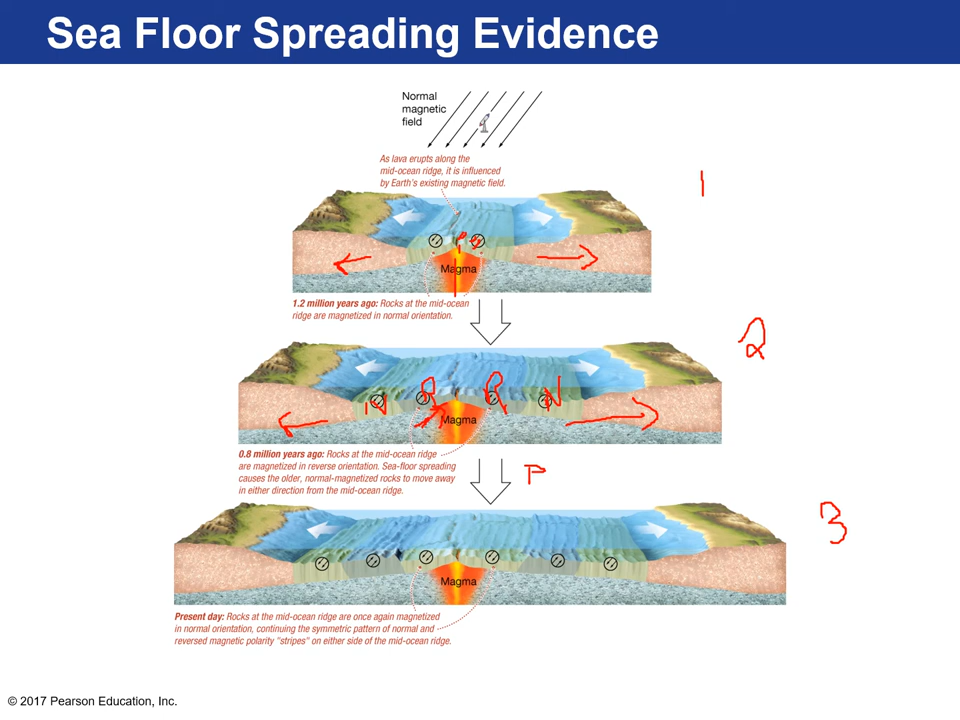 Sea Floor Spreading Evidence
Normal
magnetic
field
As lava erupts along the
mid-ocean ridge, it is influenced
by Earth's existing magnetic field.
1
Magma
1.2 million years ago: Rocks at the mid-ocean
ridge are magnetized in normal orientation.
2
N R R N
Magma
0.8 million years ago: Rocks at the mid-ocean ridge
are magnetized in reverse orientation. Sea-floor spreading
causes the older, normal-magnetized rocks to move away
in either direction from the mid-ocean ridge.
3
Magma
Present day: Rocks at the mid-ocean ridge are once again magnetized
in normal orientation, continuing the symmetric pattern of normal and
reversed magnetic polarity "stripes" on either side of the mid-ocean ridge.
© 2017 Pearson Education, Inc.